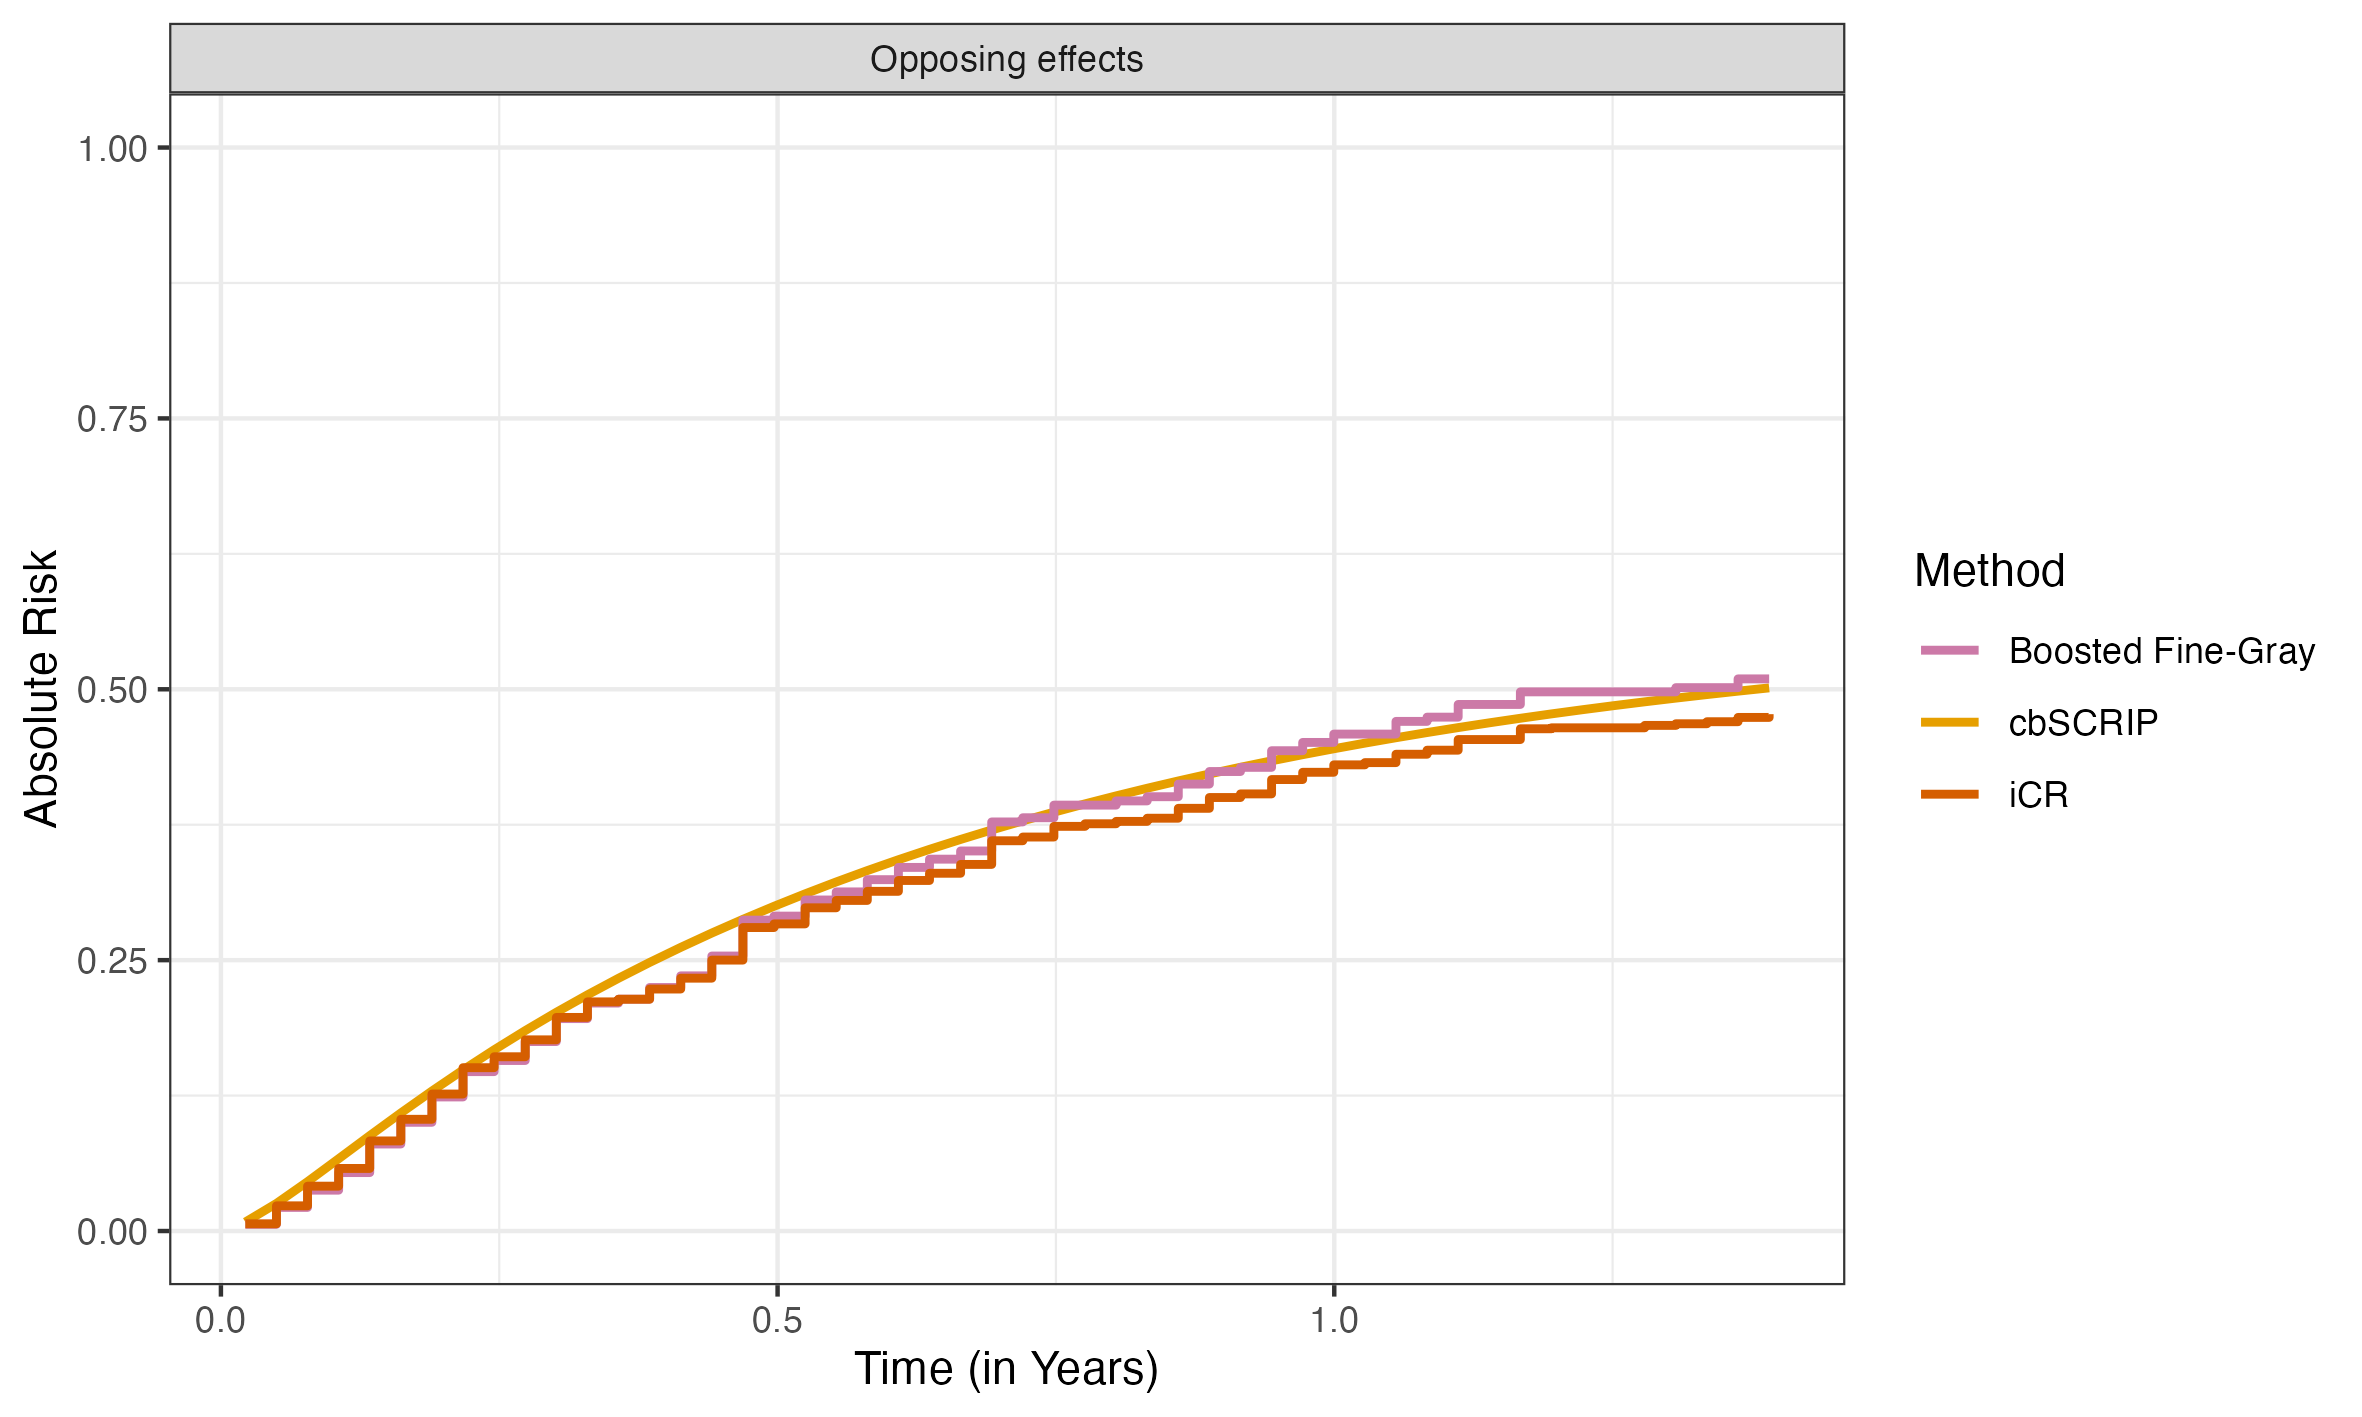 Opposing effects
1.00
0.75
0.50
0.25
0.00
Absolute Risk
0.0 0.5 1.0
Time (in Years)
Method
Boosted Fine-Gray
cbSCRIP
iCR